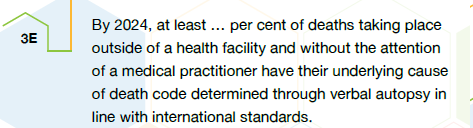 3E
By 2024, at least ... per cent of deaths taking place
outside of a health facility and without the attention
of a medical practitioner have their underlying cause
of death code determined through verbal autopsy in
line with international standards.